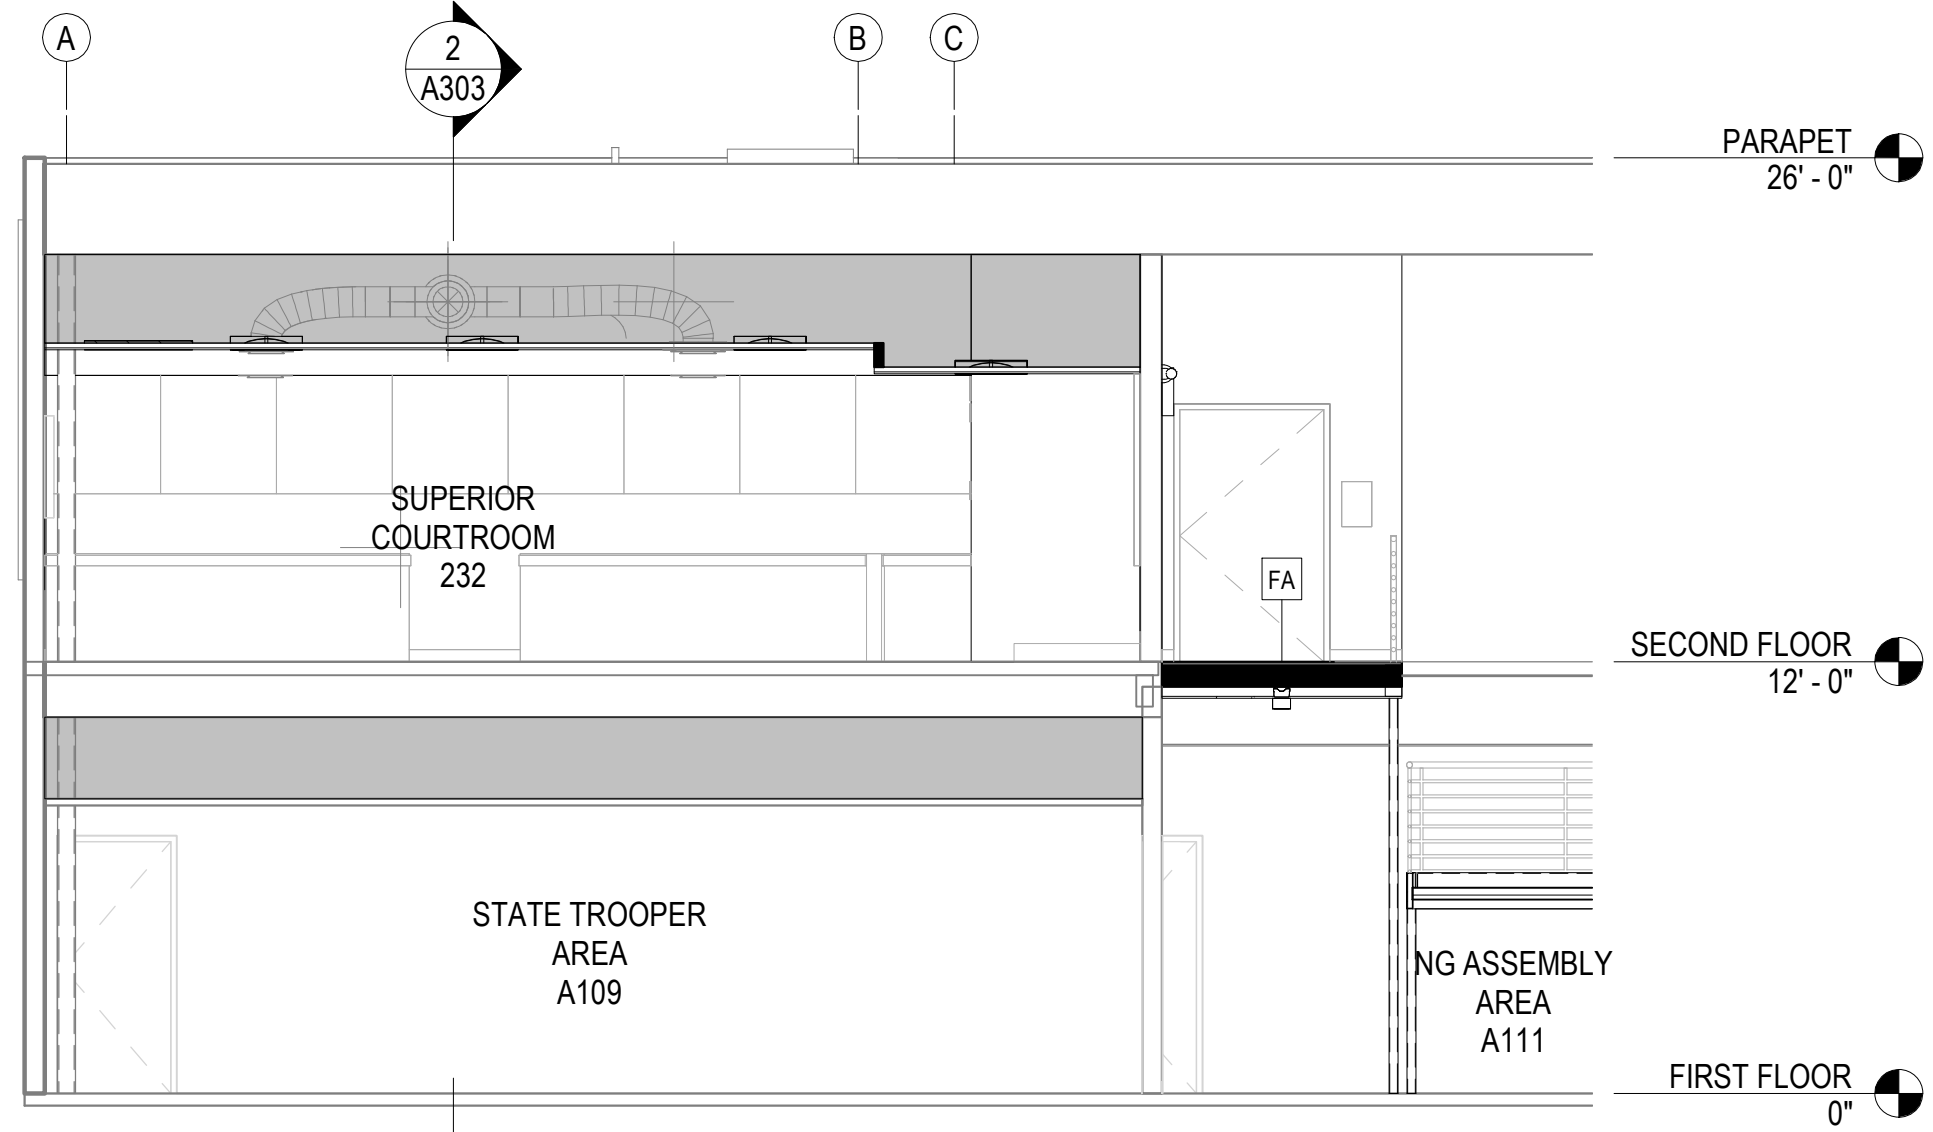 A
2
A303
B
C
PARAPET
26' - 0"
SUPERIOR
COURTROOM
232
FA
SECOND FLOOR
12' - 0"
STATE TROOPER
AREA
A109
NG ASSEMBLY
AREA
A111
FIRST FLOOR
0"